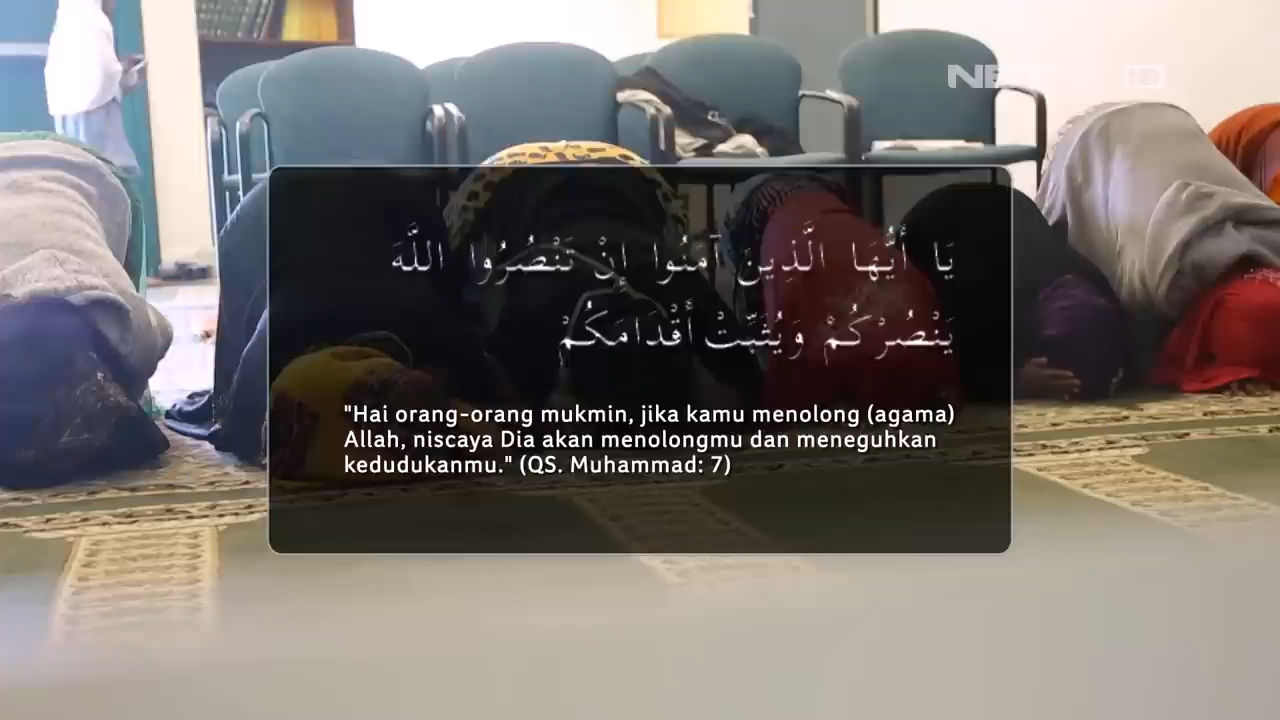 HD
يَا أَيُّهَا الَّذِينَ آمَنُوا إِنْ تَنْصُرُوا اللَّهَ
يَنْصُرْكُمْ وَيُثَبِّتْ أَقْدَامَكُمْ
"Hai orang-orang mukmin, jika kamu menolong (agama)
Allah, niscaya Dia akan menolongmu dan meneguhkan
kedudukanmu." (QS. Muhammad: 7)